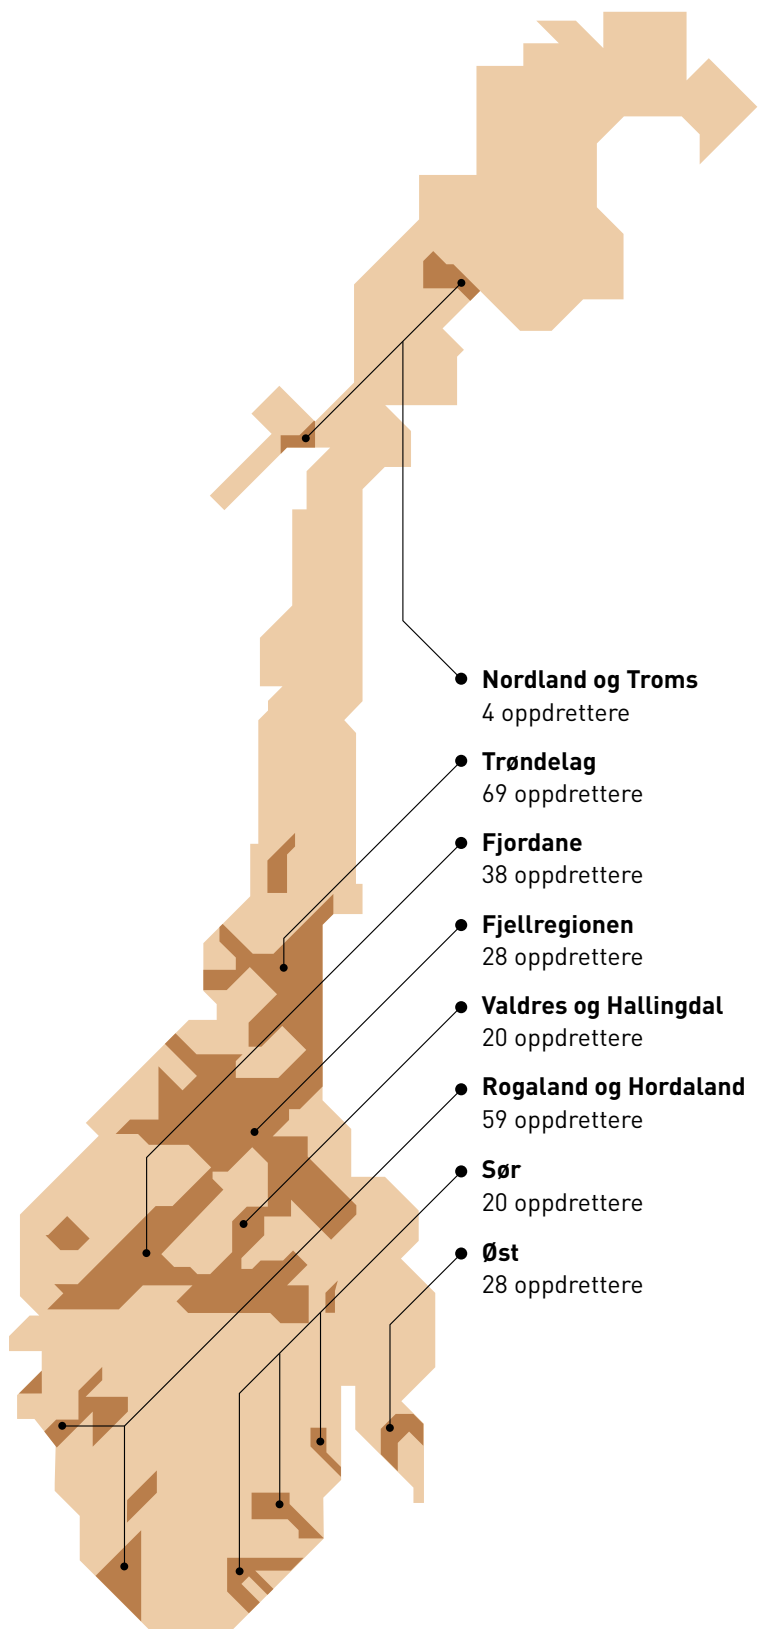 Nordland og Troms
4 oppdrettere
Trøndelag
69 oppdrettere
Fjordane
38 oppdrettere
Fjellregionen
28 oppdrettere
Valdres og Hallingdal
20 oppdrettere
Rogaland og Hordaland
59 oppdrettere
Sør
20 oppdrettere
Øst
28 oppdrettere